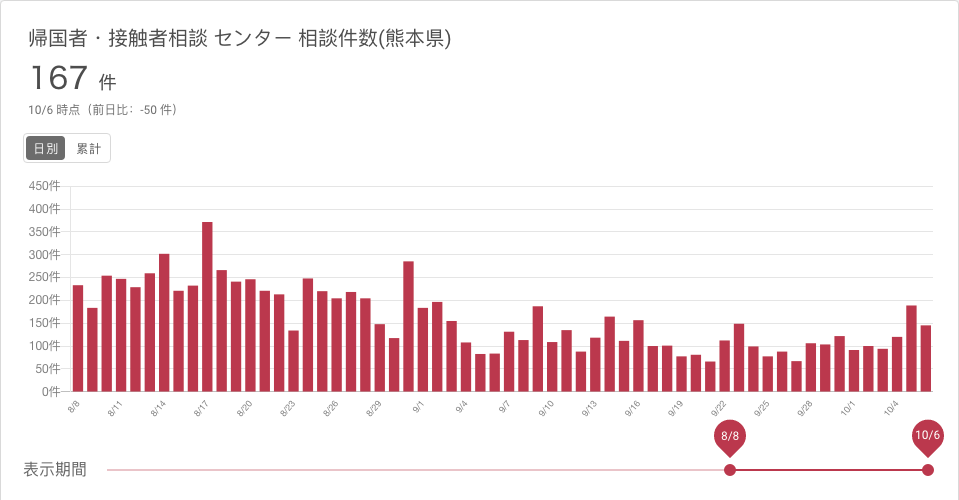 帰国者・接触者相談 センター 相談件数(熊本県)
167 件
10/6 時点（前日比: -50 件）
日別 累計
450件
400件
350件
300件
250件
200件
150件
100件
50件
0件
8/8 8/11 8/14 8/17 8/20 8/23 8/26 8/29 9/1 9/4 9/7 9/10 9/13 9/16 9/19 9/22 9/25 9/28 10/1 10/4
8/8 10/6
表示期間